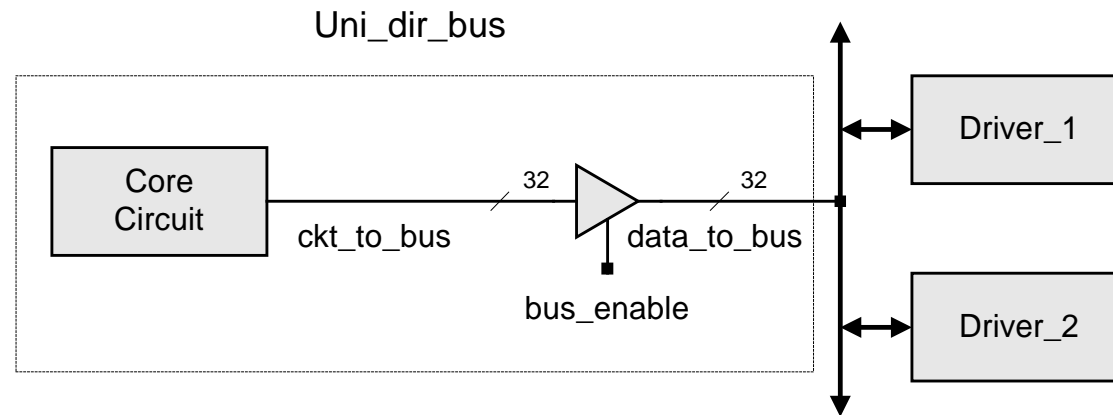 Uni_dir_bus
Core
Circuit
32
32
ckt_to_bus
data_to_bus
bus_enable
Driver_1
Driver_2